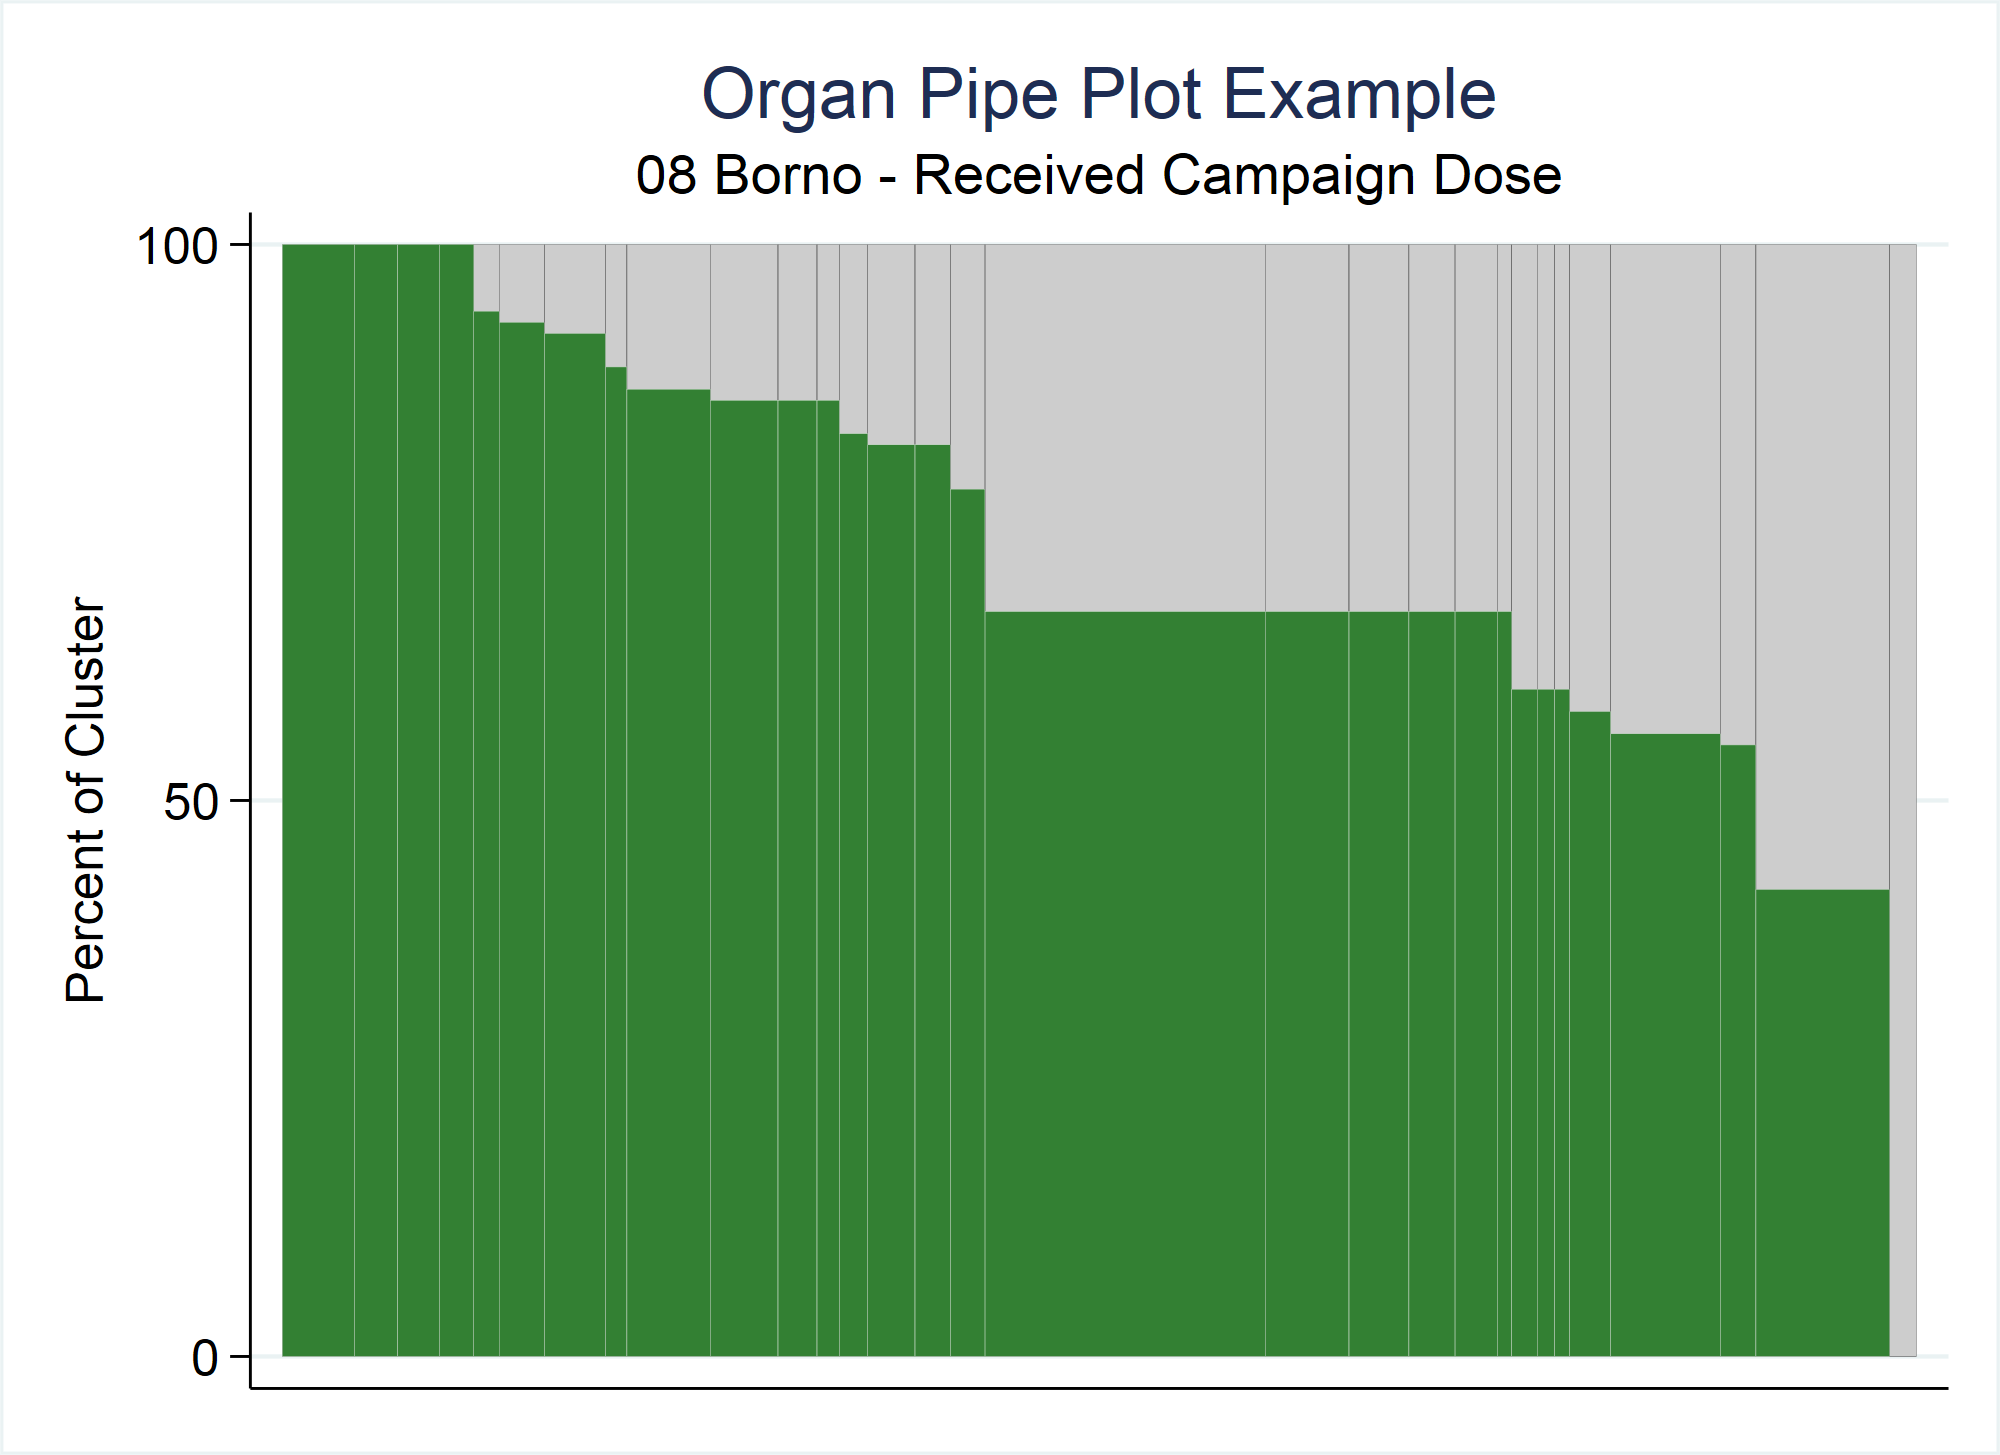 Organ Pipe Plot Example
08 Borno - Received Campaign Dose
100
50
0
Percent of Cluster